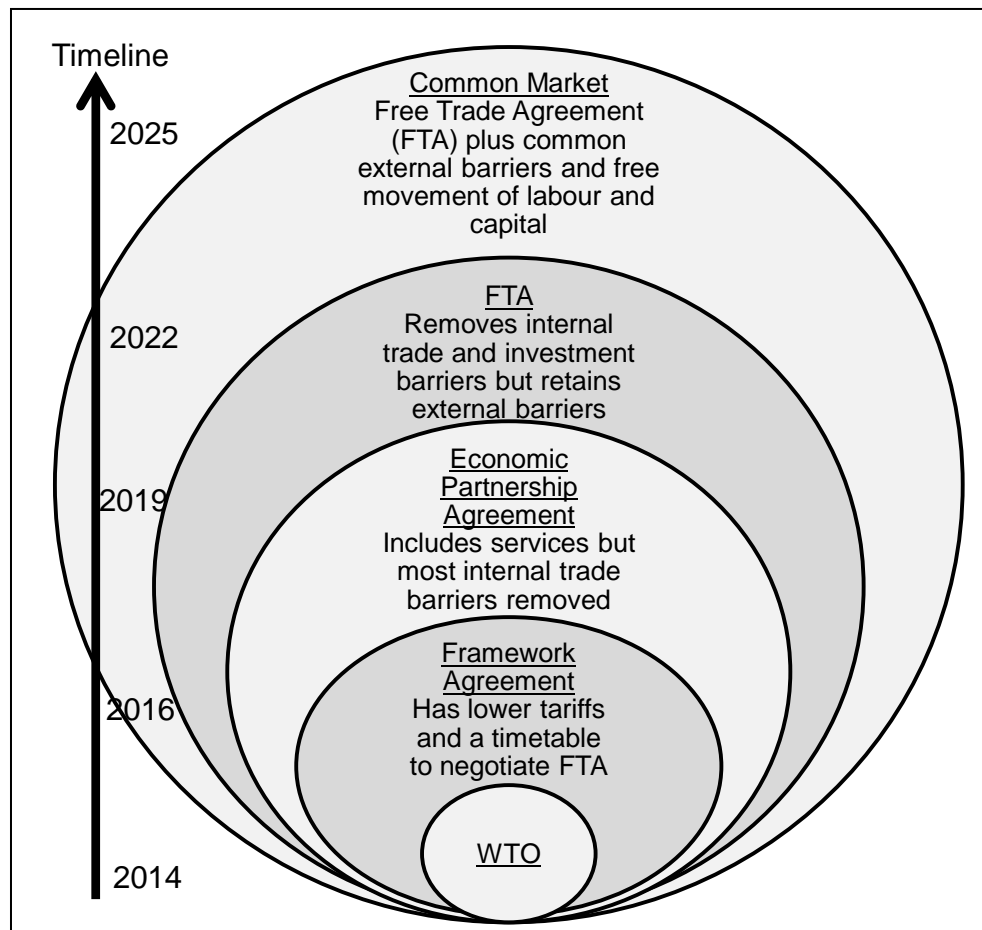 Timeline
Common Market
Free Trade Agreement
(FTA) plus common
external barriers and free
movement of labour and
capital
2025
FTA
Removes internal
trade and investment
barriers but retains
external barriers
2022
Economic
Partnership
Agreement
Includes services but
most internal trade
barriers removed
2019
Framework
Agreement
Has lower tariffs
and a timetable
to negotiate FTA
2016
WTO
2014